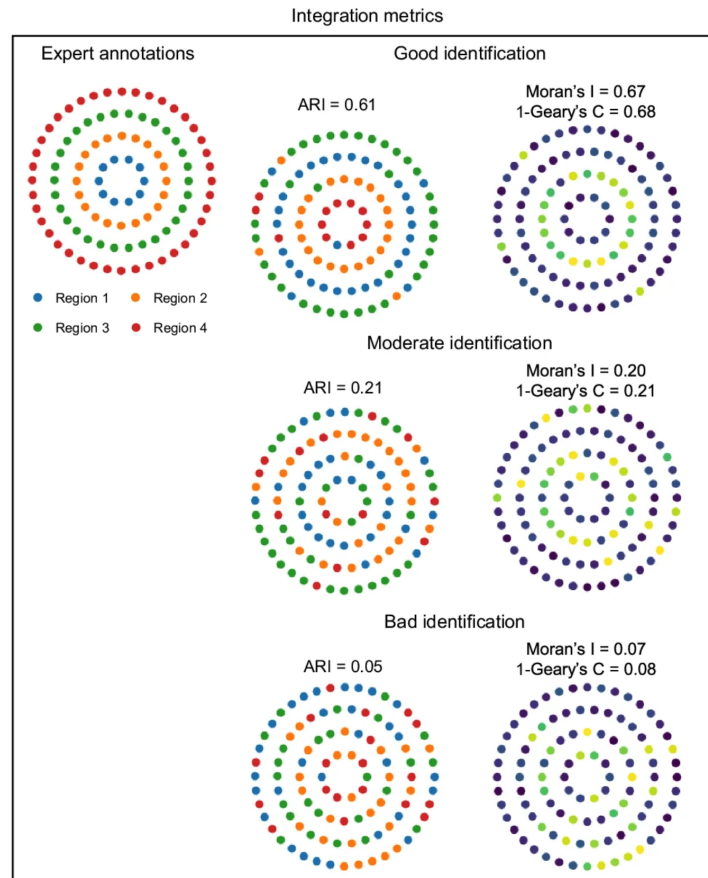 Integration metrics
Expert annotations
Good identification
ARI = 0.61
Moran's I = 0.67
1-Geary's C = 0.68
Region 1
Region 2
Region 3
Region 4
Moderate identification
ARI = 0.21
Moran's I = 0.20
1-Geary's C = 0.21
Bad identification
ARI = 0.05
Moran's I = 0.07
1-Geary's C = 0.08